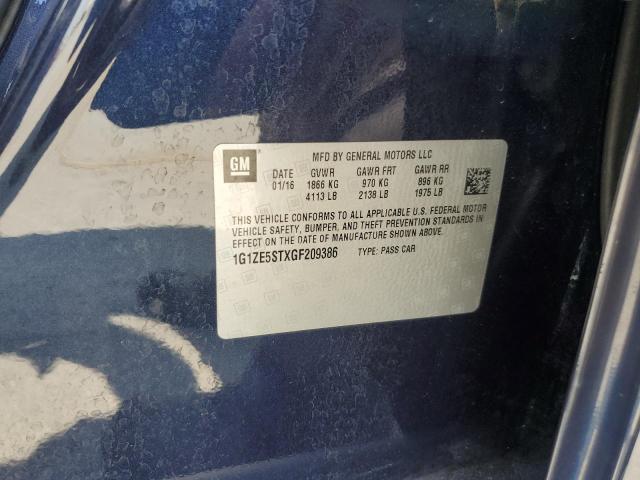 GM
MFD BY GENERAL MOTORS LLC
DATE GVWR GAWR FRT GAWR RR
01/16 1866 KG 970 KG 896 KG
4113 LB 2138 LB 1975 LB
THIS VEHICLE CONFORMS TO ALL APPLICABLE U.S. FEDERAL MOTOR
VEHICLE SAFETY, BUMPER, AND THEFT PREVENTION STANDARDS IN
EFFECT ON THE DATE OF MANUFACTURE SHOWN ABOVE.
1G1ZE5STXGF209386 TYPE: PASS CAR